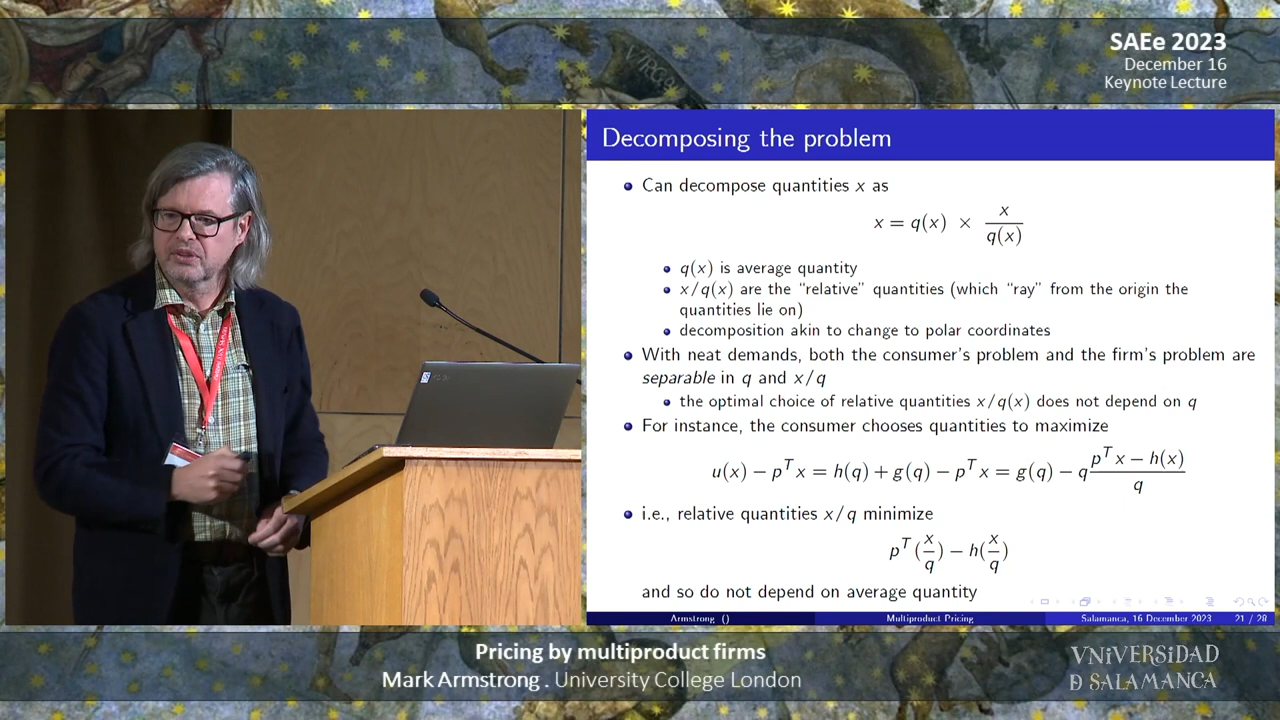 SAEe 2023
December 16
Keynote Lecture
VIRGO
Decomposing the problem
Can decompose quantities x as
x = q(x) × x / q(x)
q(x) is average quantity
x/q(x) are the “relative” quantities (which “ray” from the origin the
quantities lie on)
decomposition akin to change to polar coordinates
With neat demands, both the consumer's problem and the firm's problem are
separable in q and x/q
the optimal choice of relative quantities x/q(x) does not depend on q
For instance, the consumer chooses quantities to maximize
u(x) − pᵀx = h(q) + g(q) − pᵀx = g(q) − q (pᵀx − h(x)) / q
i.e., relative quantities x/q minimize
pᵀ(x/q) − h(x/q)
and so do not depend on average quantity
Armstrong () Multiproduct Pricing Salamanca, 16 December 2023 21 / 28
Pricing by multiproduct firms
Mark Armstrong . University College London
VNiVERSiDAD
Ð SALAMANCA